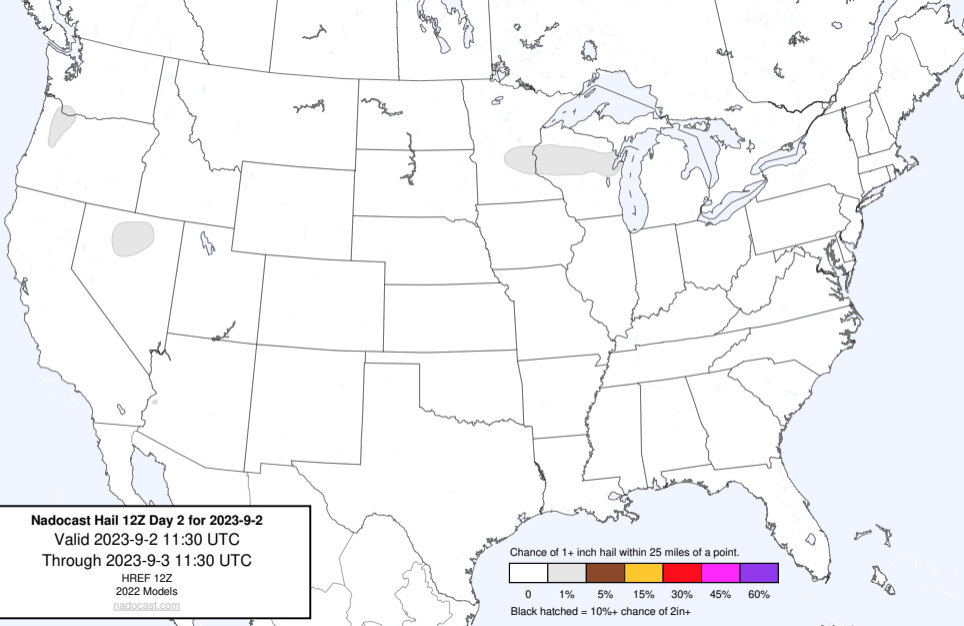 Nadocast Hail 12Z Day 2 for 2023-9-2
Valid 2023-9-2 11:30 UTC
Through 2023-9-3 11:30 UTC
HREF 12Z
2022 Models
nadocast.com
Chance of 1+ inch hail within 25 miles of a point.
0 1% 5% 15% 30% 45% 60%
Black hatched = 10%+ chance of 2in+